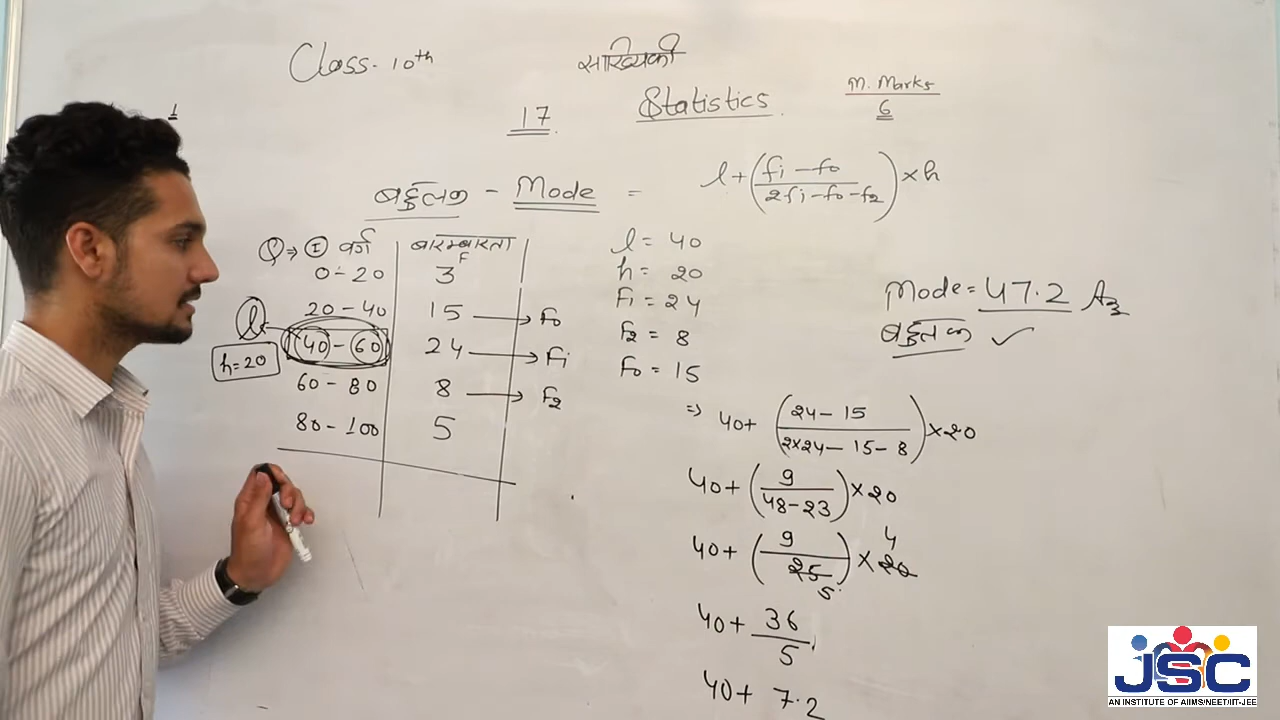 Class. 10th
सांख्यिकी
17
Statistics
M. Marks
6
1
बहुलक - Mode = l + (f1 - f0 / 2f1 - f0 - f2) × h
Q ⇒ I वर्ग बारम्बारता
F
0 - 20 3
20 - 40 15 → F0
l (40) - (60) 24 → F1
h = 20
60 - 80 8 → F2
80 - 100 5
l = 40
h = 20
F1 = 24
F2 = 8
F0 = 15
⇒ 40 + (24 - 15 / 2×24 - 15 - 8) × 20
40 + (9 / 48 - 23) × 20
40 + (9 / 25) × 20
5
4
40 + 36 / 5
40 + 7.2
Mode = 47.2 Ans
बहुलक ✓
JSC
AN INSTITUTE OF AIIMS/NEET/IIT-JEE